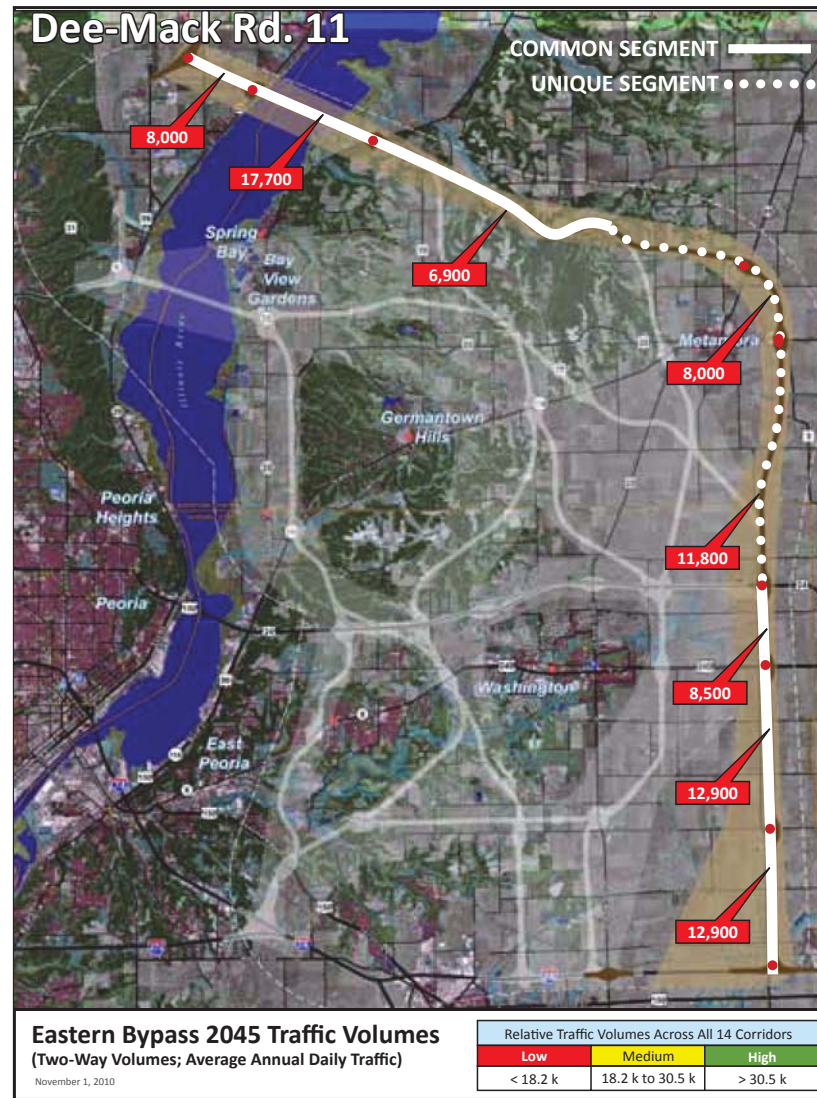 Dee-Mack Rd. 11
COMMON SEGMENT
UNIQUE SEGMENT
8,000
17,700
6,900
Spring
Bay
Bay
View
Gardens
Illinois River
Metamora
8,000
Germantown
Hills
Peoria
Heights
11,800
Peoria
24
8,500
Washington
East
Peoria
12,900
12,900
Eastern Bypass 2045 Traffic Volumes
(Two-Way Volumes; Average Annual Daily Traffic)
November 1, 2010
Relative Traffic Volumes Across All 14 Corridors
Low Medium High
< 18.2 k 18.2 k to 30.5 k > 30.5 k